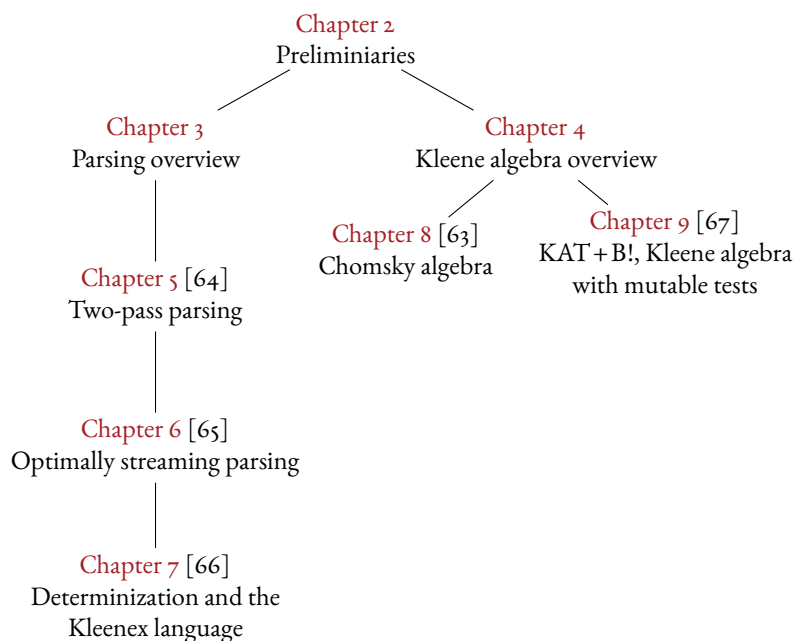 Chapter 2
Preliminiaries
Chapter 3
Parsing overview
Chapter 4
Kleene algebra overview
Chapter 8 [63]
Chomsky algebra
Chapter 9 [67]
KAT + B!, Kleene algebra
with mutable tests
Chapter 5 [64]
Two-pass parsing
Chapter 6 [65]
Optimally streaming parsing
Chapter 7 [66]
Determinization and the
Kleenex language